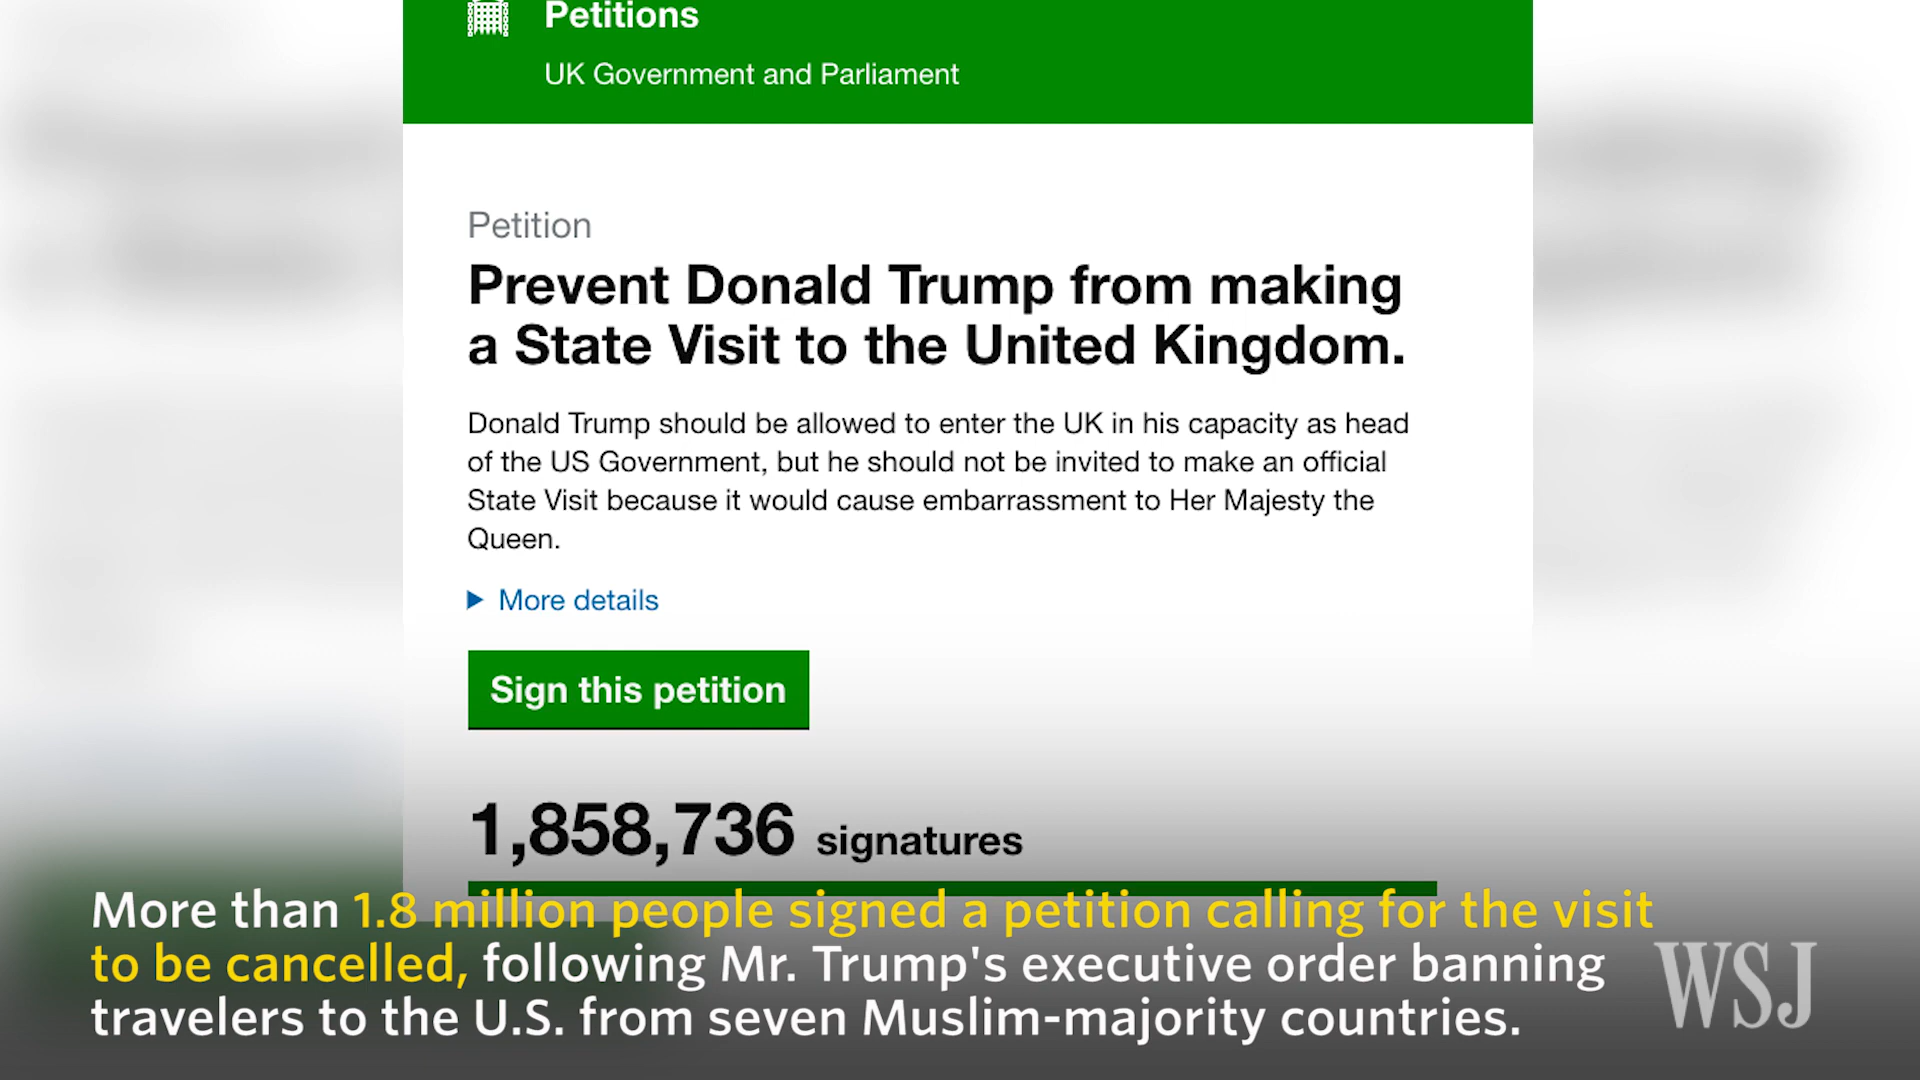 Petitions
UK Government and Parliament
Petition
Prevent Donald Trump from making
a State Visit to the United Kingdom.
Donald Trump should be allowed to enter the UK in his capacity as head
of the US Government, but he should not be invited to make an official
State Visit because it would cause embarrassment to Her Majesty the
Queen.
More details
Sign this petition
1,858,736 signatures
More than 1.8 million people signed a petition calling for the visit
to be cancelled, following Mr. Trump's executive order banning
travelers to the U.S. from seven Muslim-majority countries.
WSJ